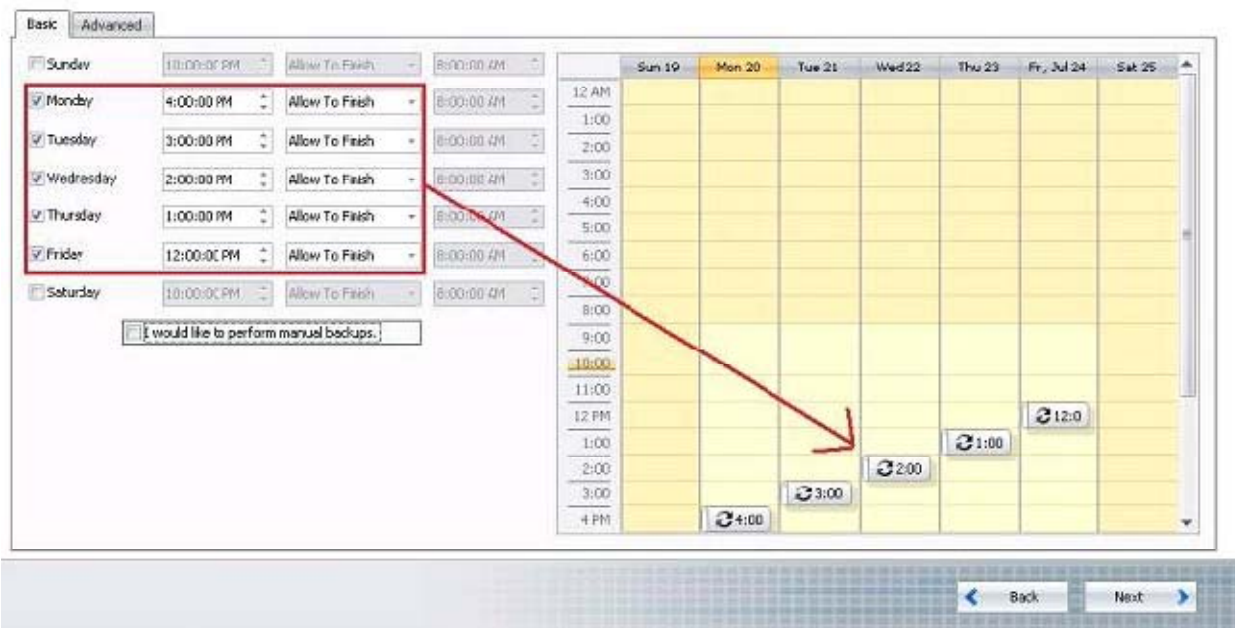 Basic Advanced
Sunday 10:00:00 PM Allow To Finish 8:00:00 AM
Monday 4:00:00 PM Allow To Finish 8:00:00 AM
Tuesday 3:00:00 PM Allow To Finish 8:00:00 AM
Wednesday 2:00:00 PM Allow To Finish 8:00:00 AM
Thursday 1:00:00 PM Allow To Finish 8:00:00 AM
Friday 12:00:00 PM Allow To Finish 8:00:00 AM
Saturday 10:00:00 PM Allow To Finish 8:00:00 AM
I would like to perform manual backups.
Sun 19 Mon 20 Tue 21 Wed 22 Thu 23 Fr, Jul 24 Sat 25
12 AM
1:00
2:00
3:00
4:00
5:00
6:00
8:00
9:00
10:00
11:00
12 PM 12:0
1:00 1:00
2:00 2:00
3:00 3:00
4 PM 4:00
Back Next